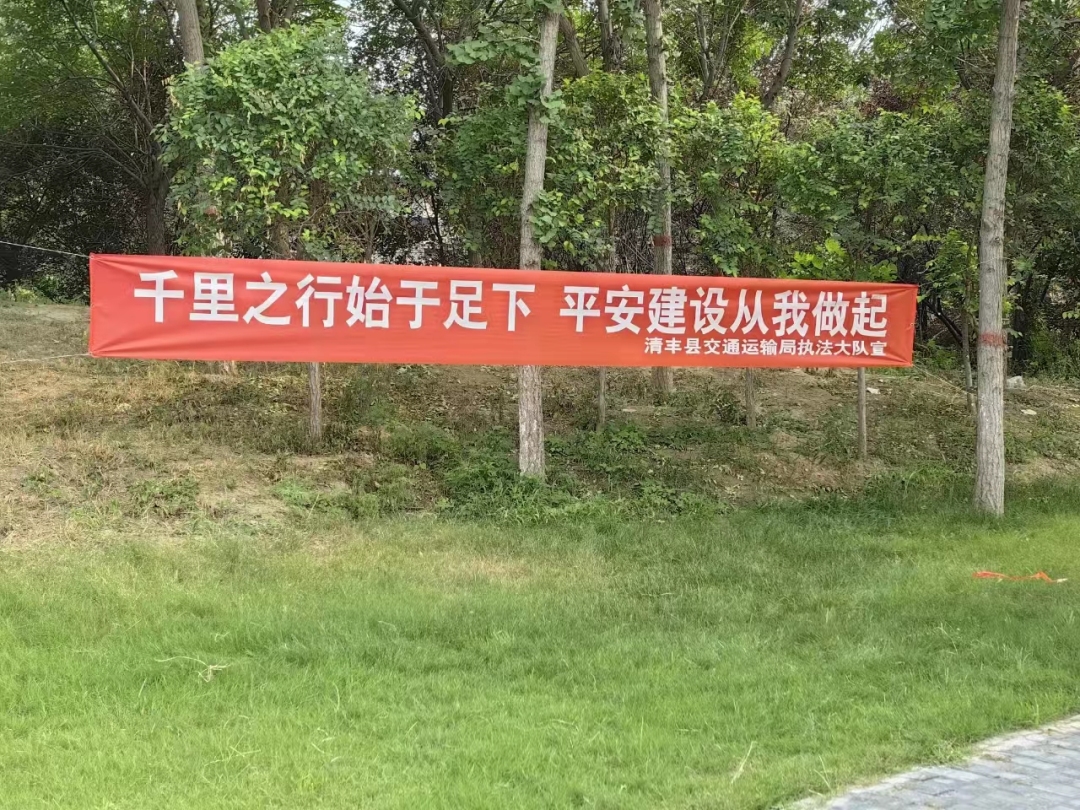 千里之行始于足下 平安建设从我做起
清丰县交通运输局执法大队宣